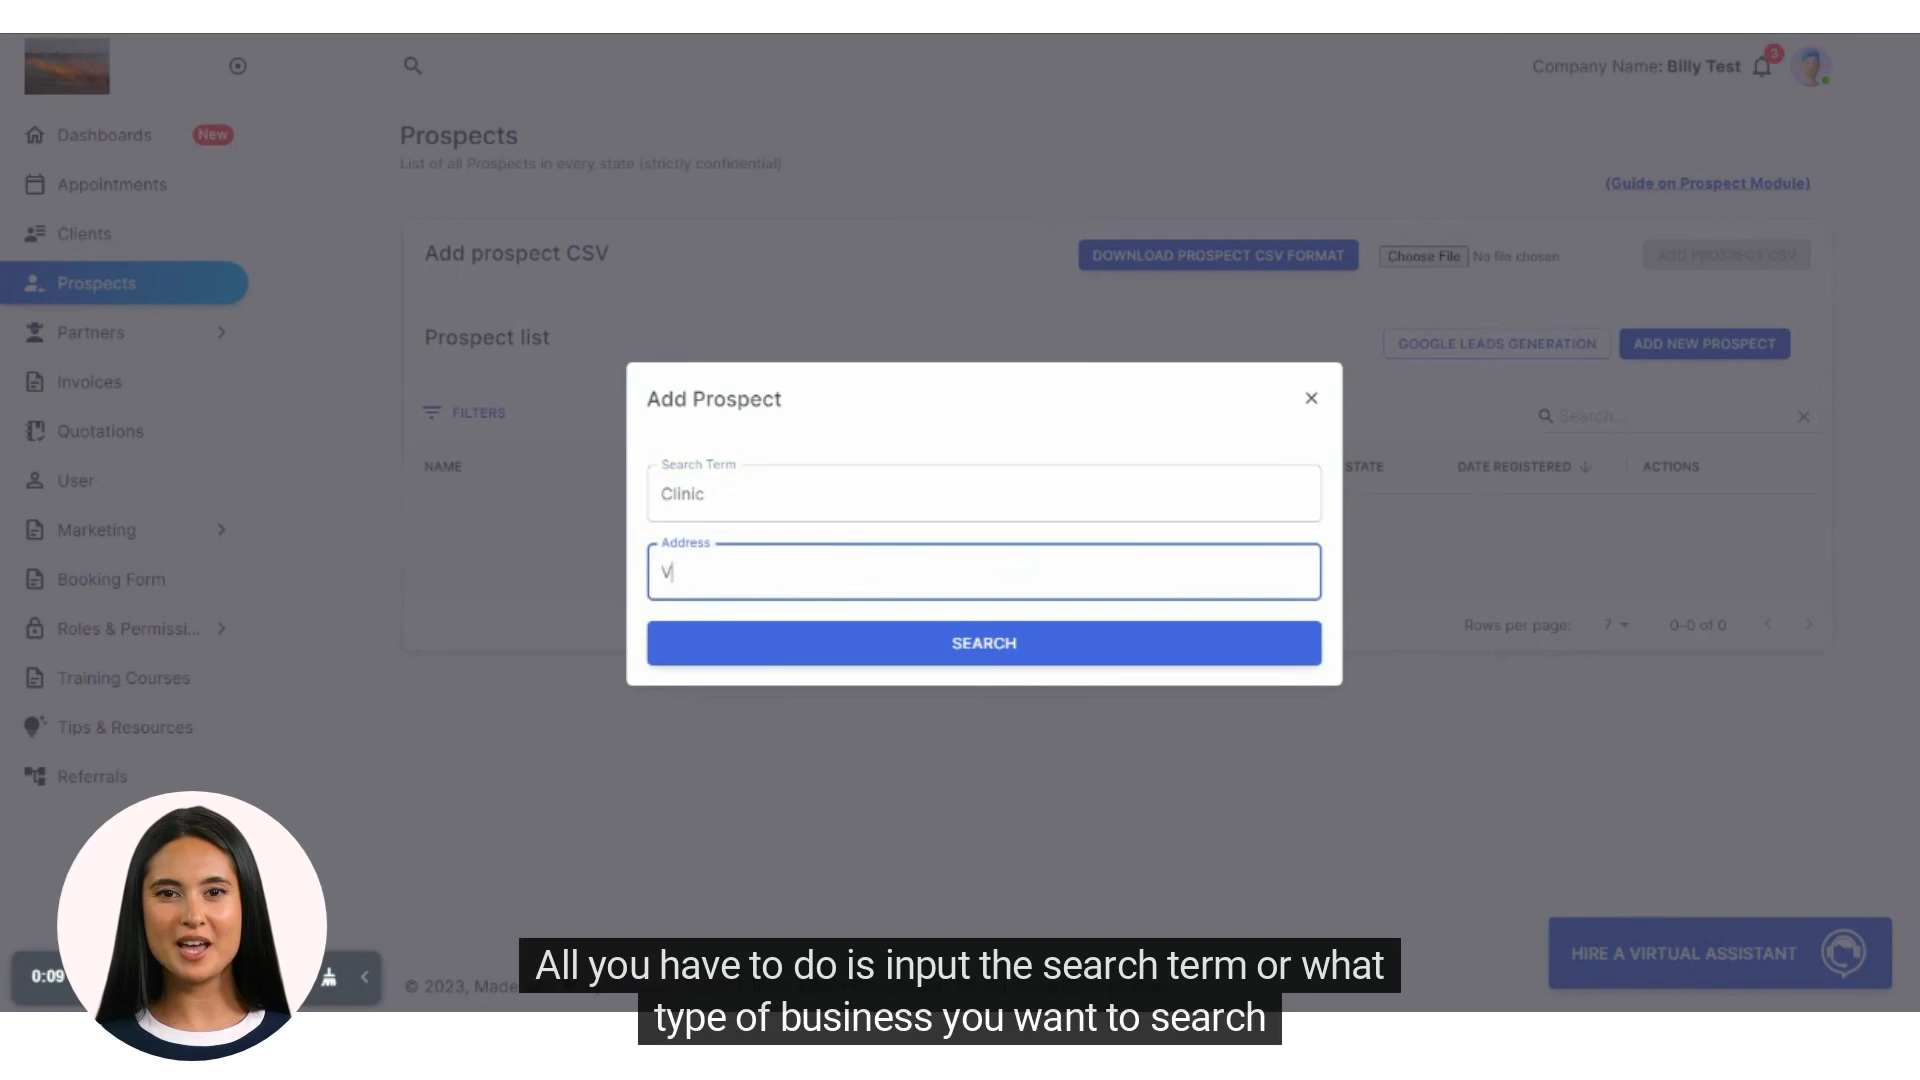 Company Name: Billy Test
3
Dashboards
New
Appointments
Clients
Prospects
Partners
Invoices
Quotations
User
Marketing
Booking Form
Roles & Permissi...
Training Courses
Tips & Resources
Referrals
Prospects
List of all Prospects in every state (strictly confidential)
(Guide on Prospect Module)
Add prospect CSV
DOWNLOAD PROSPECT CSV FORMAT
Choose File No file chosen
ADD PROSPECT CSV
Prospect list
GOOGLE LEADS GENERATION
ADD NEW PROSPECT
FILTERS
Search...
NAME
STATE
DATE REGISTERED
ACTIONS
Rows per page: 7 0-0 of 0
Add Prospect
Search Term
Clinic
Address
V
SEARCH
HIRE A VIRTUAL ASSISTANT
0:09
© 2023, Made
All you have to do is input the search term or what
type of business you want to search